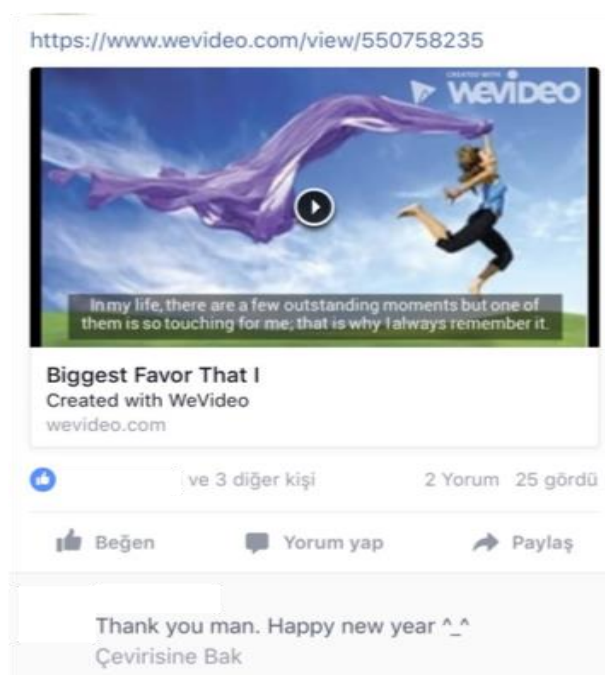 https://www.wevideo.com/view/550758235
CREATED WITH
WeVIDEO
In my life, there are a few outstanding moments but one of
them is so touching for me; that is why I always remember it.
Biggest Favor That I
Created with WeVideo
wevideo.com
ve 3 diğer kişi 2 Yorum 25 gördü
Beğen Yorum yap Paylaş
Thank you man. Happy new year ^_^
Çevirisine Bak